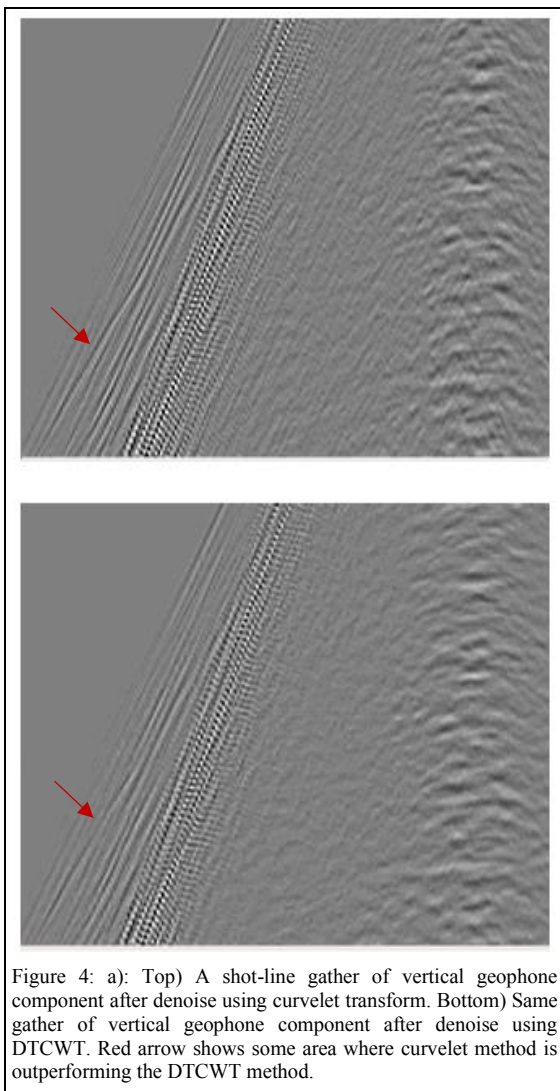 Figure 4: a): Top) A shot-line gather of vertical geophone
component after denoise using curvelet transform. Bottom) Same
gather of vertical geophone component after denoise using
DTCWT. Red arrow shows some area where curvelet method is
outperforming the DTCWT method.